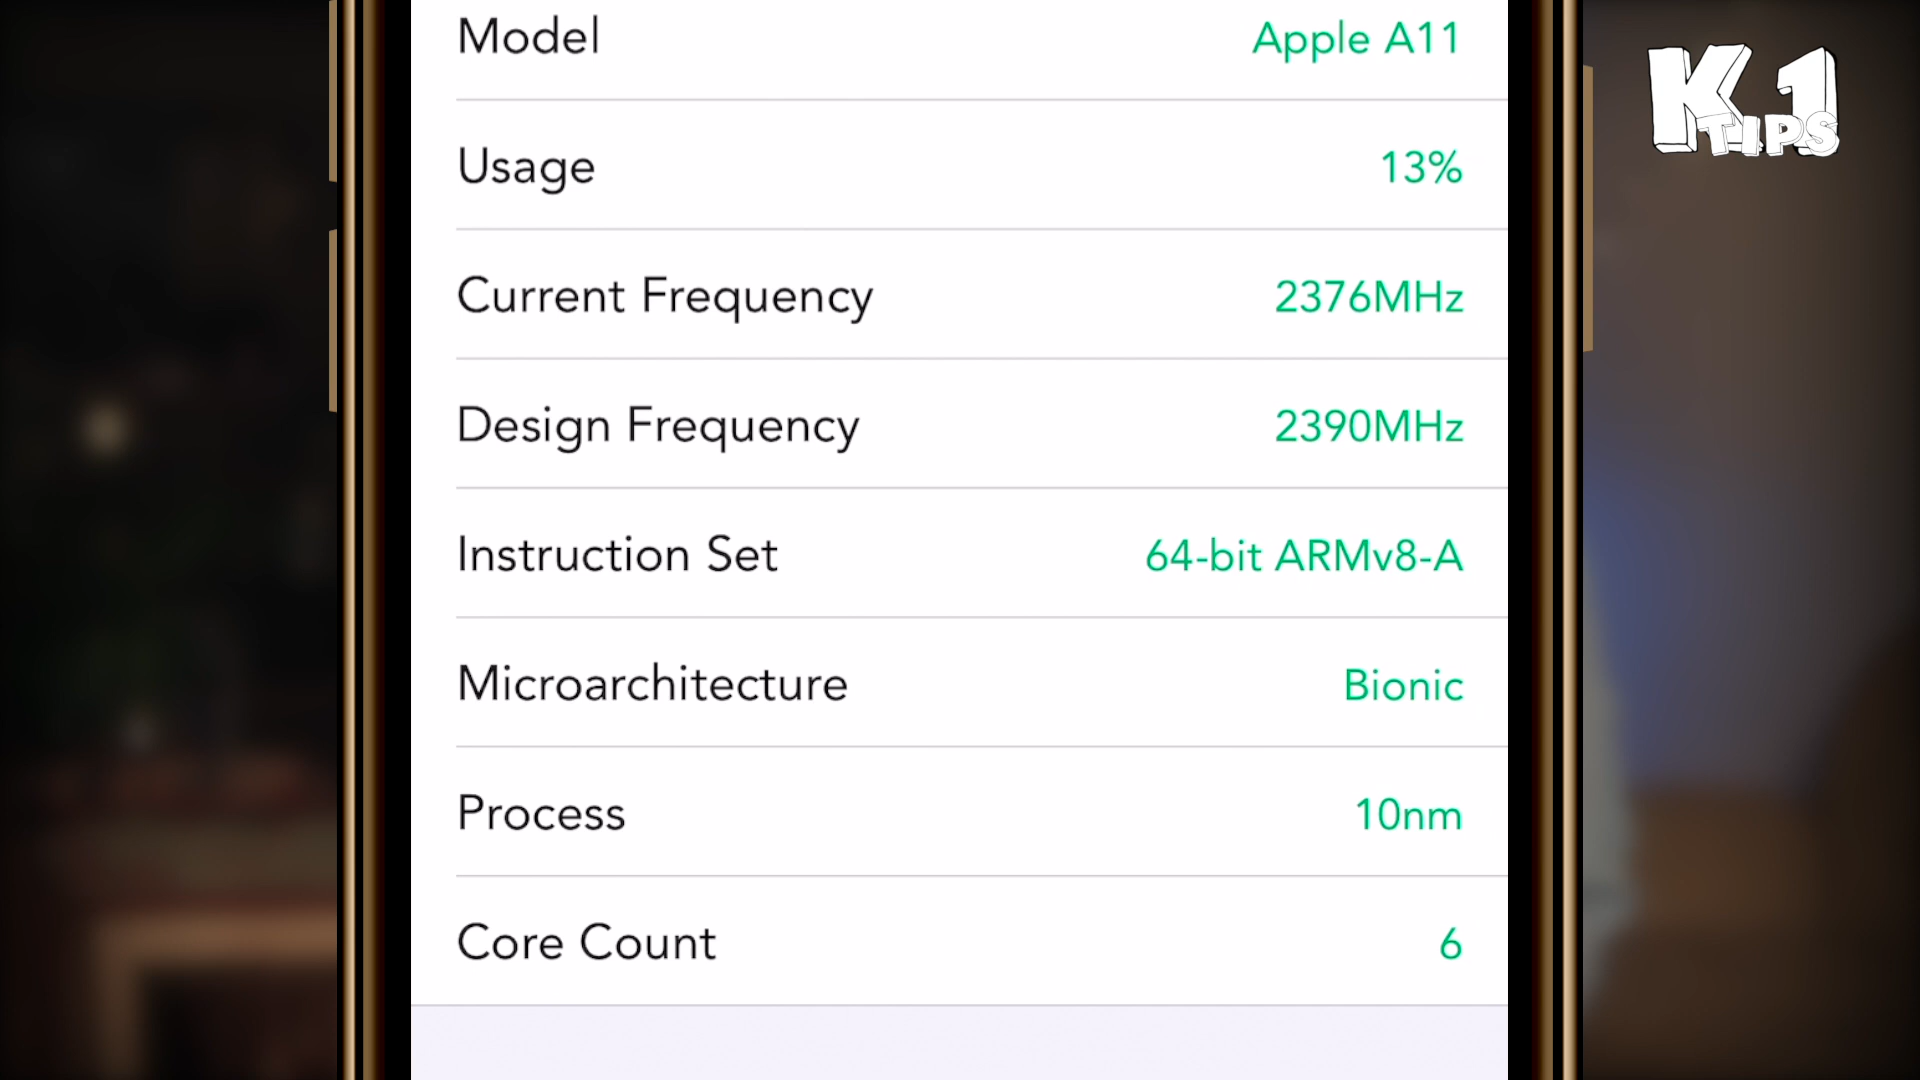 Model Apple A11
K1
TIPS
Usage 13%
Current Frequency 2376MHz
Design Frequency 2390MHz
Instruction Set 64-bit ARMv8-A
Microarchitecture Bionic
Process 10nm
Core Count 6